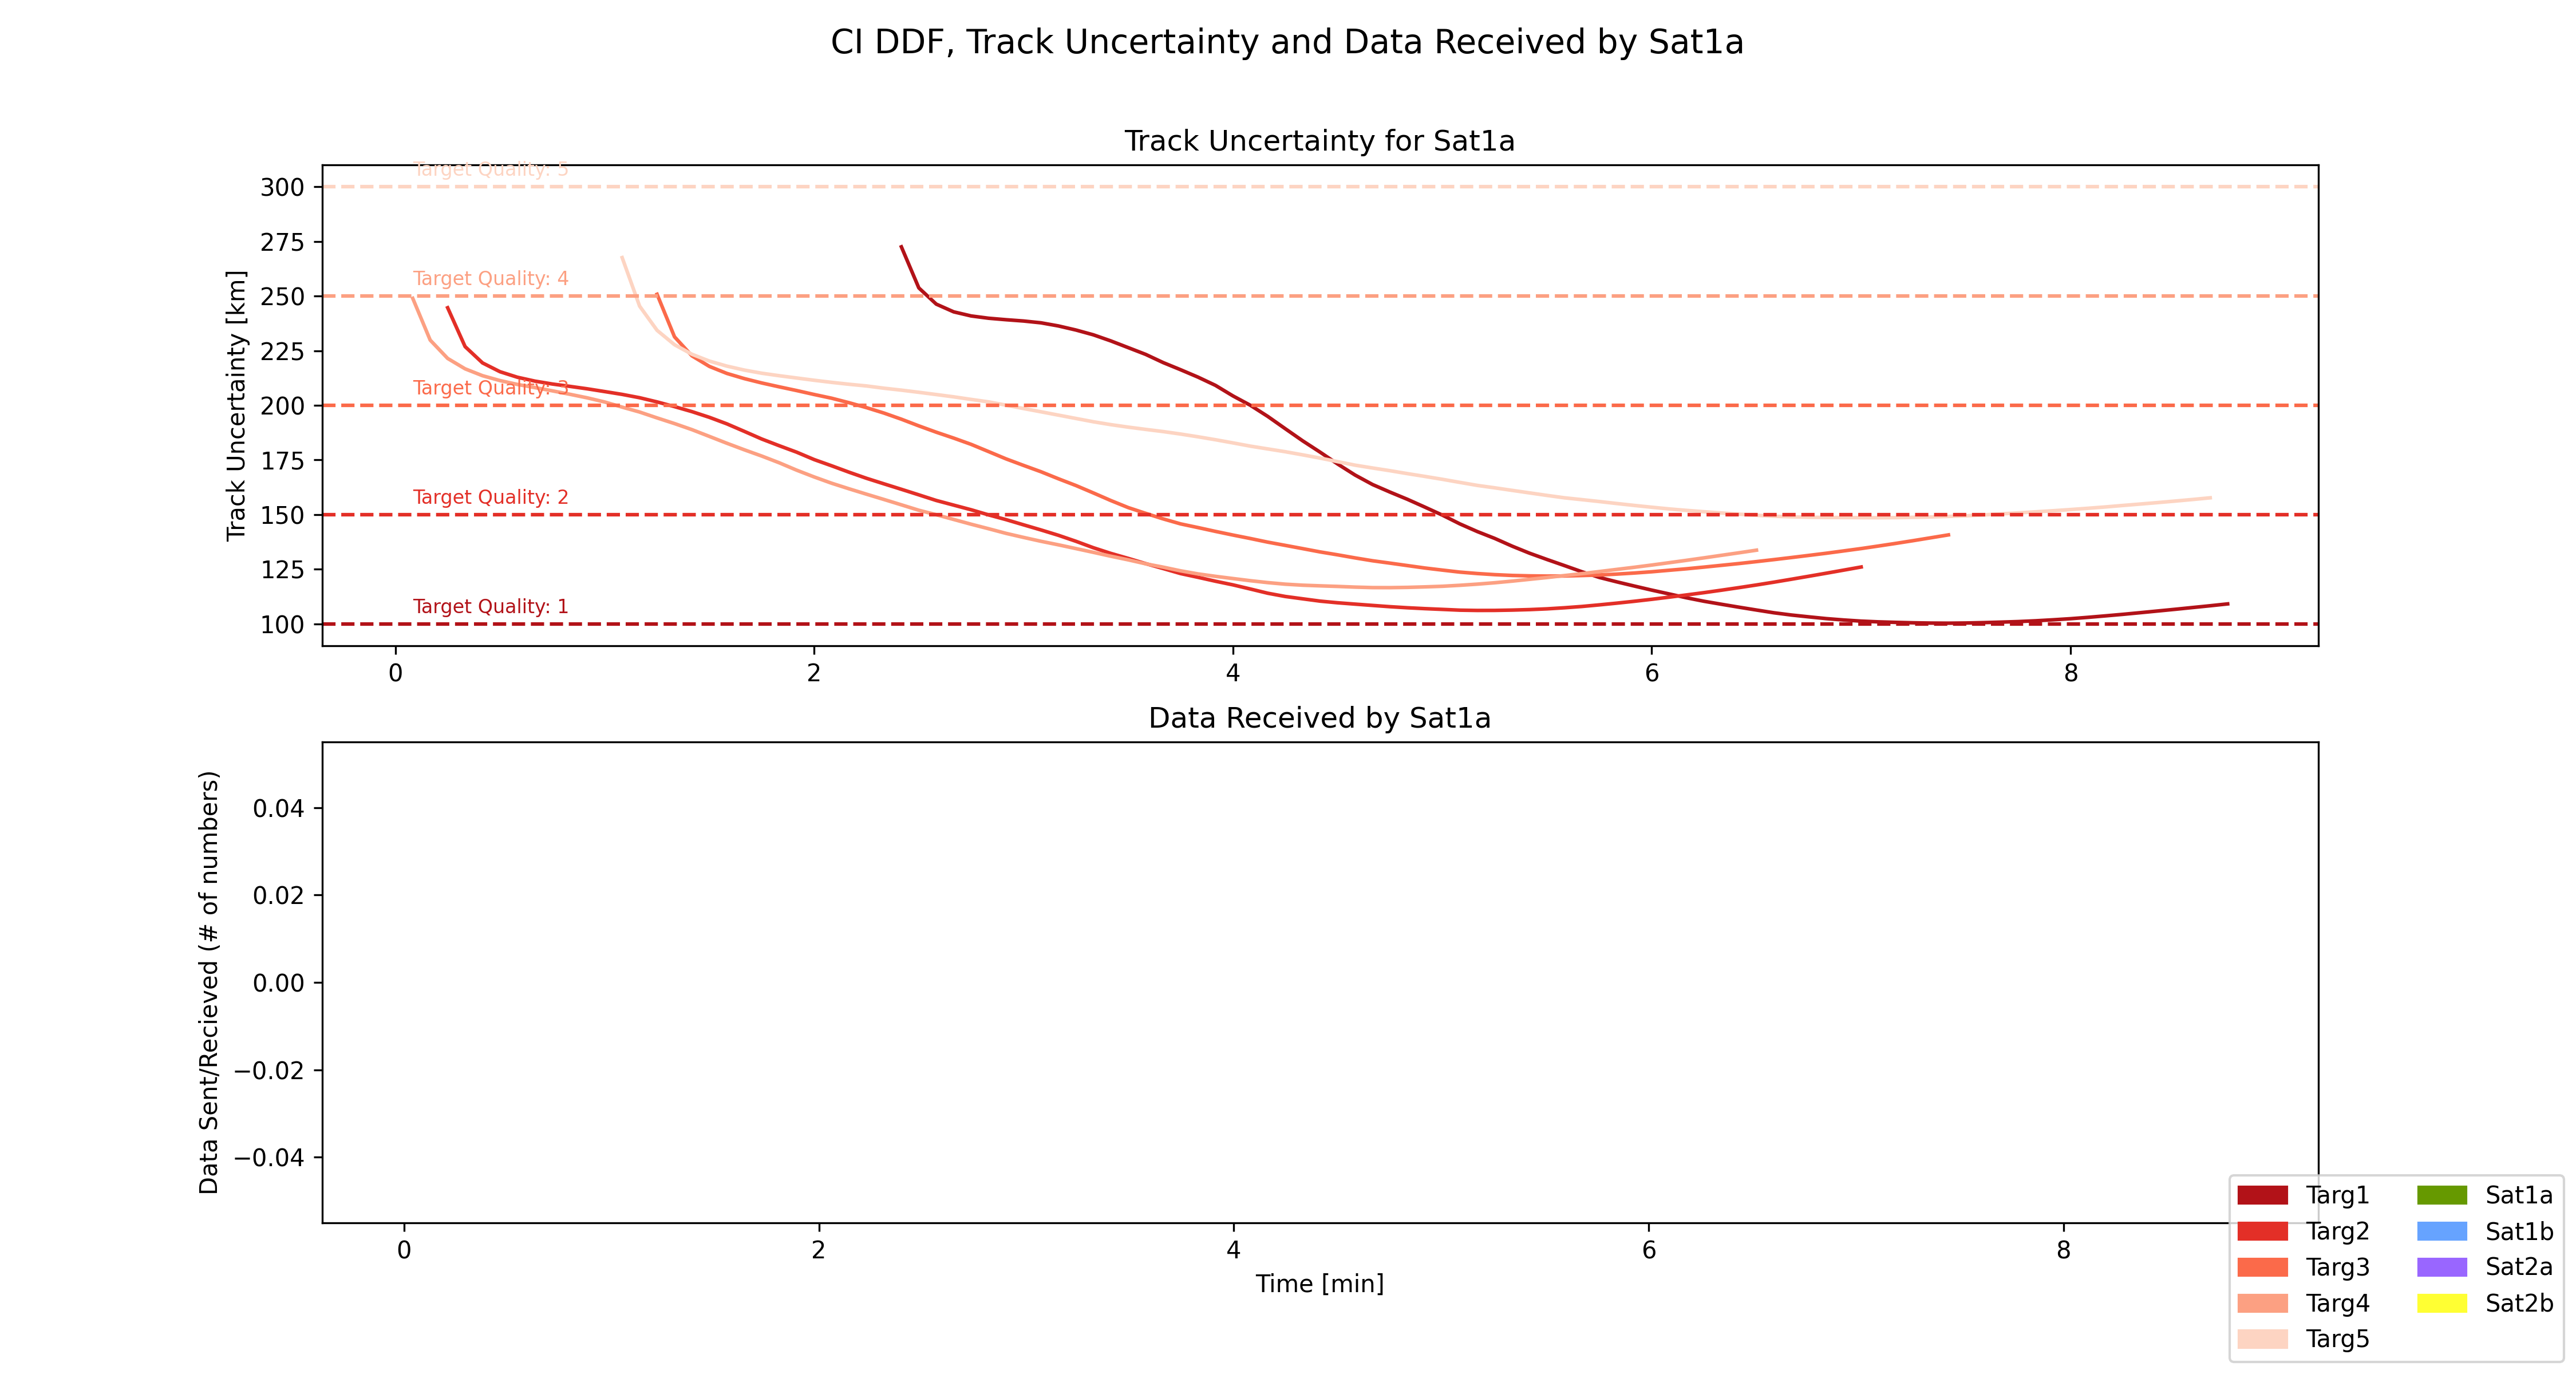 CI DDF, Track Uncertainty and Data Received by Sat1a
Track Uncertainty for Sat1a
Track Uncertainty [km]
300
275
250
225
200
175
150
125
100
Target Quality: 5
Target Quality: 4
Target Quality: 3
Target Quality: 2
Target Quality: 1
0 2 4 6 8
Data Received by Sat1a
Data Sent/Recieved (# of numbers)
0.04
0.02
0.00
−0.02
−0.04
0 2 4 6 8
Time [min]
Targ1 Sat1a
Targ2 Sat1b
Targ3 Sat2a
Targ4 Sat2b
Targ5